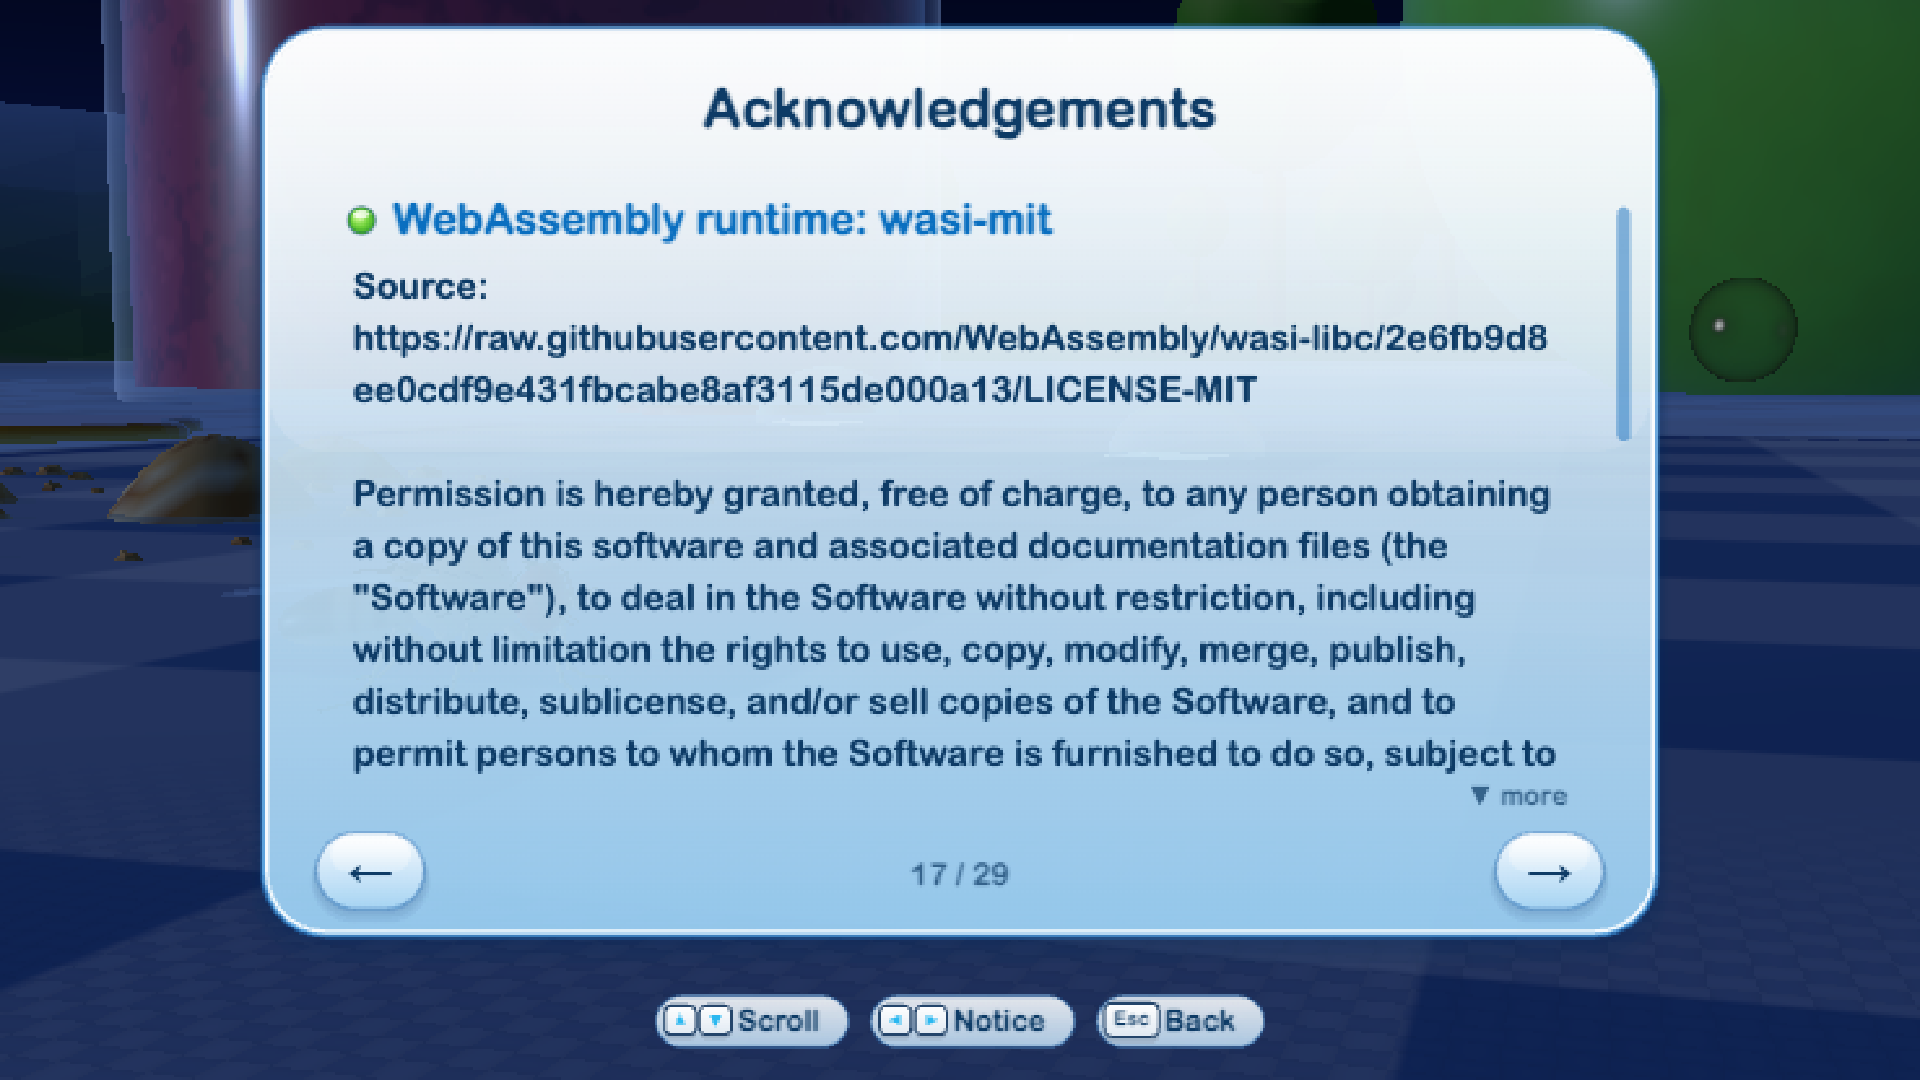 Acknowledgements
WebAssembly runtime: wasi-mit
Source:
https://raw.githubusercontent.com/WebAssembly/wasi-libc/2e6fb9d8
ee0cdf9e431fbcabe8af3115de000a13/LICENSE-MIT
Permission is hereby granted, free of charge, to any person obtaining
a copy of this software and associated documentation files (the
"Software"), to deal in the Software without restriction, including
without limitation the rights to use, copy, modify, merge, publish,
distribute, sublicense, and/or sell copies of the Software, and to
permit persons to whom the Software is furnished to do so, subject to
▼ more
← 17 / 29 →
▲ ▼ Scroll ◀ ▶ Notice Esc Back